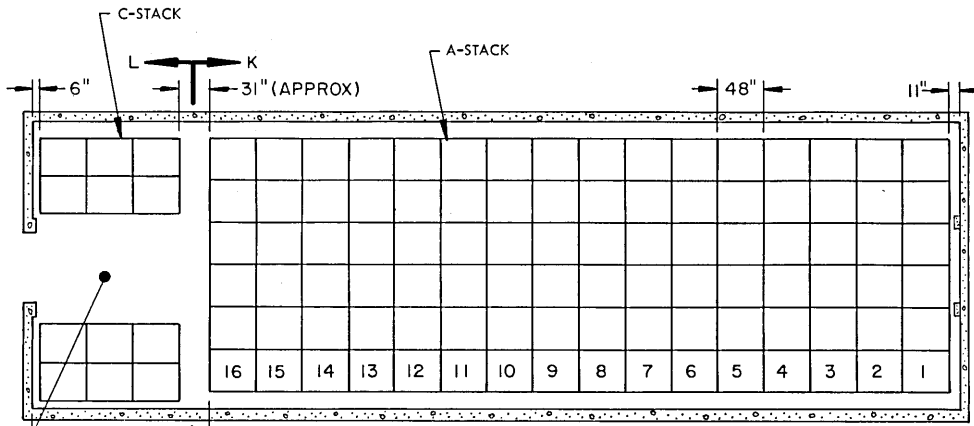 C-STACK
L K
A-STACK
6" 31" (APPROX) 48" 11"
16 15 14 13 12 11 10 9 8 7 6 5 4 3 2 1